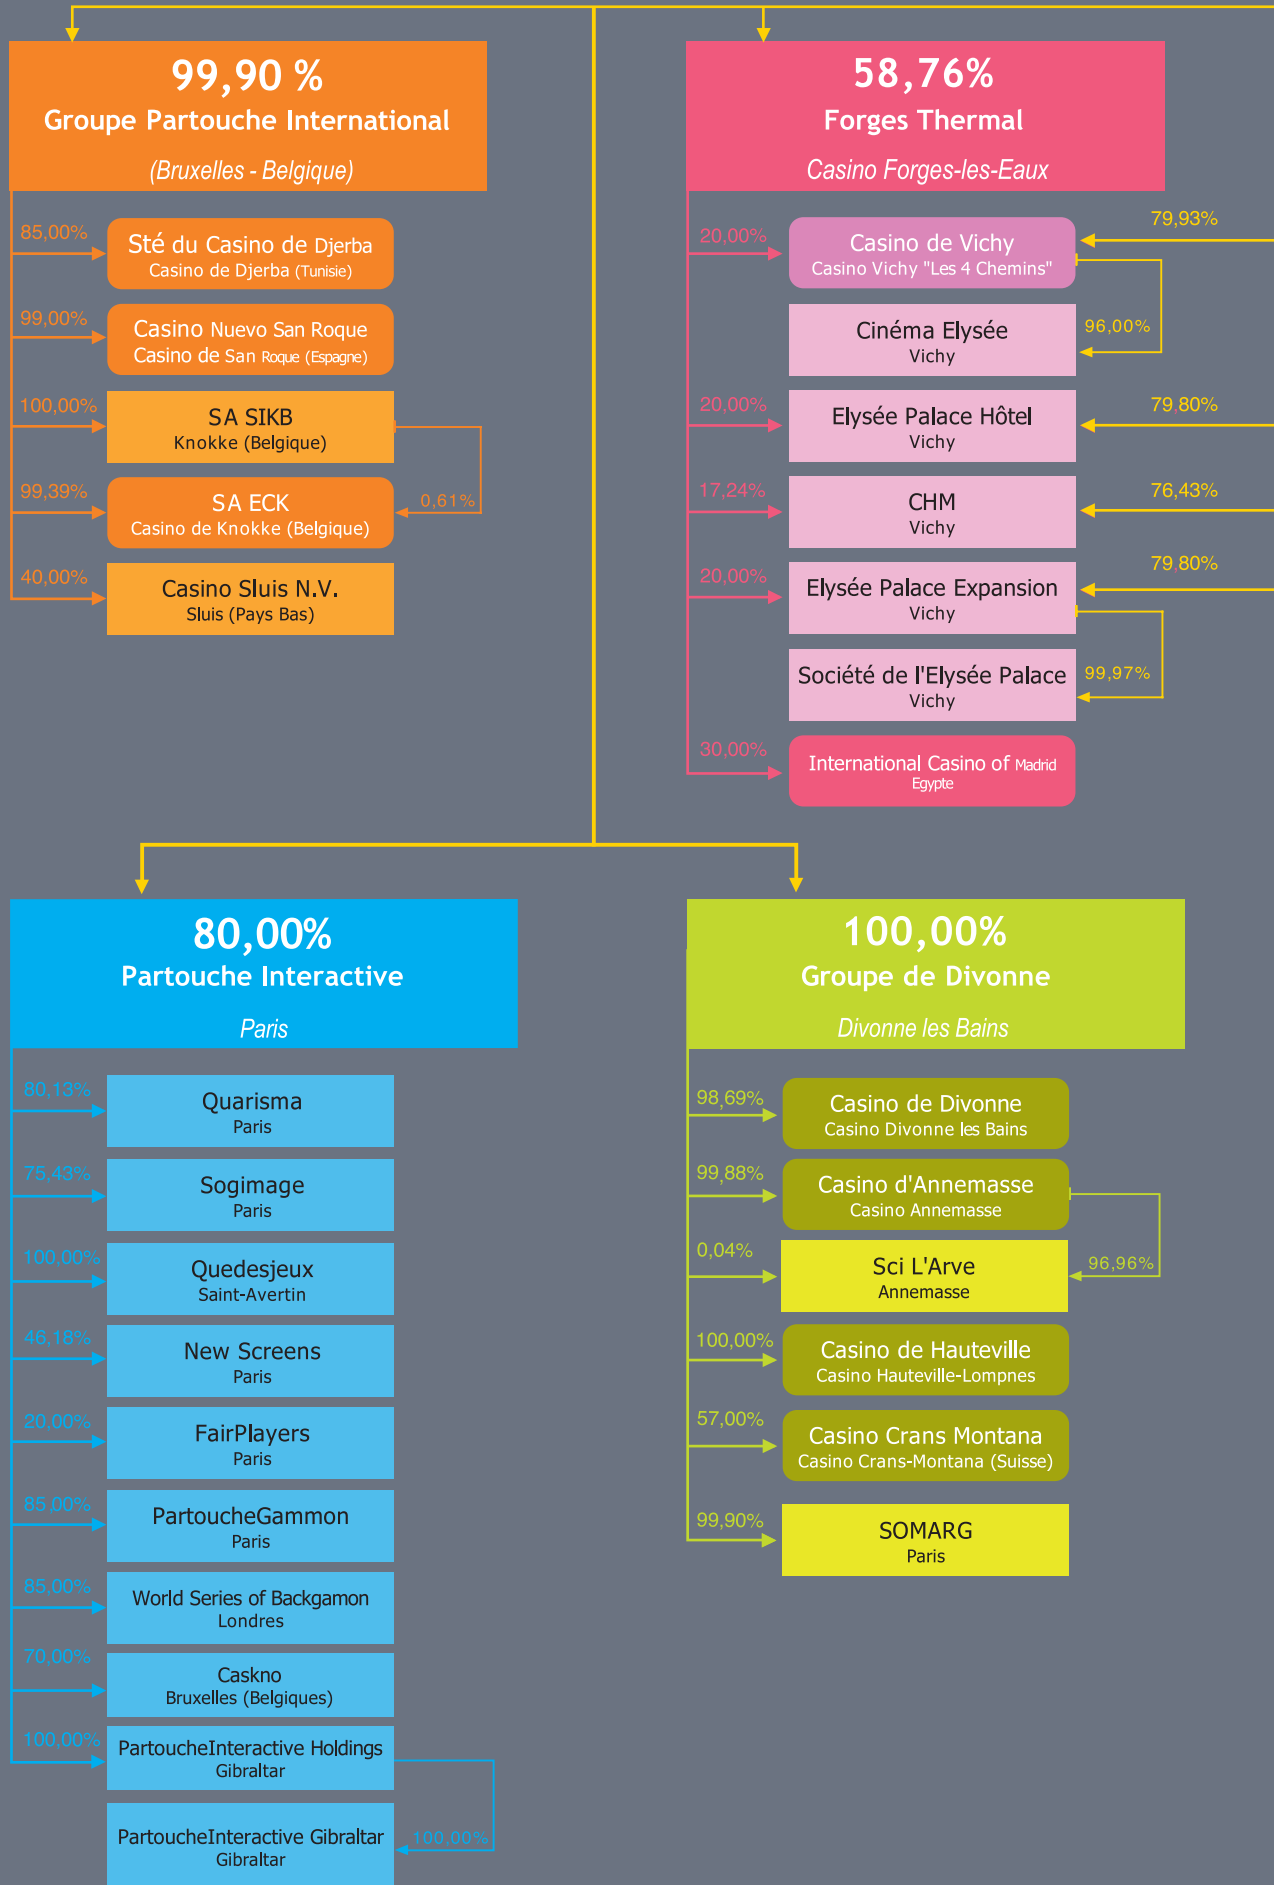 99,90 %
Groupe Partouche International
(Bruxelles - Belgique)
85,00%
Sté du Casino de Djerba
Casino de Djerba (Tunisie)
99,00%
Casino Nuevo San Roque
Casino de San Roque (Espagne)
100,00%
SA SIKB
Knokke (Belgique)
99,39%
SA ECK
Casino de Knokke (Belgique)
0,61%
40,00%
Casino Sluis N.V.
Sluis (Pays Bas)
58,76%
Forges Thermal
Casino Forges-les-Eaux
20,00%
Casino de Vichy
Casino Vichy "Les 4 Chemins"
79,93%
Cinéma Elysée
Vichy
96,00%
20,00%
Elysée Palace Hôtel
Vichy
79,80%
17,24%
CHM
Vichy
76,43%
20,00%
Elysée Palace Expansion
Vichy
79,80%
Société de l'Elysée Palace
Vichy
99,97%
30,00%
International Casino of Madrid
Egypte
80,00%
Partouche Interactive
Paris
80,13%
Quarisma
Paris
75,43%
Sogimage
Paris
100,00%
Quedesjeux
Saint-Avertin
46,18%
New Screens
Paris
20,00%
FairPlayers
Paris
85,00%
PartoucheGammon
Paris
85,00%
World Series of Backgamon
Londres
70,00%
Caskno
Bruxelles (Belgiques)
100,00%
PartoucheInteractive Holdings
Gibraltar
PartoucheInteractive Gibraltar
Gibraltar
100,00%
100,00%
Groupe de Divonne
Divonne les Bains
98,69%
Casino de Divonne
Casino Divonne les Bains
99,88%
Casino d'Annemasse
Casino Annemasse
0,04%
Sci L'Arve
Annemasse
96,96%
100,00%
Casino de Hauteville
Casino Hauteville-Lompnes
57,00%
Casino Crans Montana
Casino Crans-Montana (Suisse)
99,90%
SOMARG
Paris